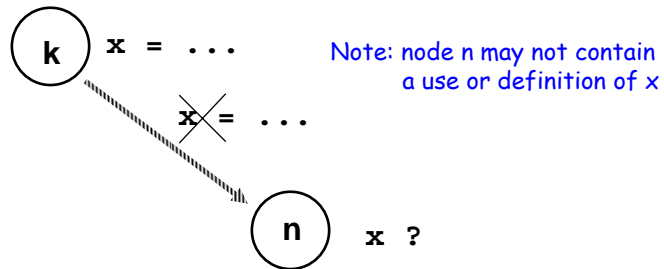 k x = ...
Note: node n may not contain
a use or definition of x
x = ...
n x ?